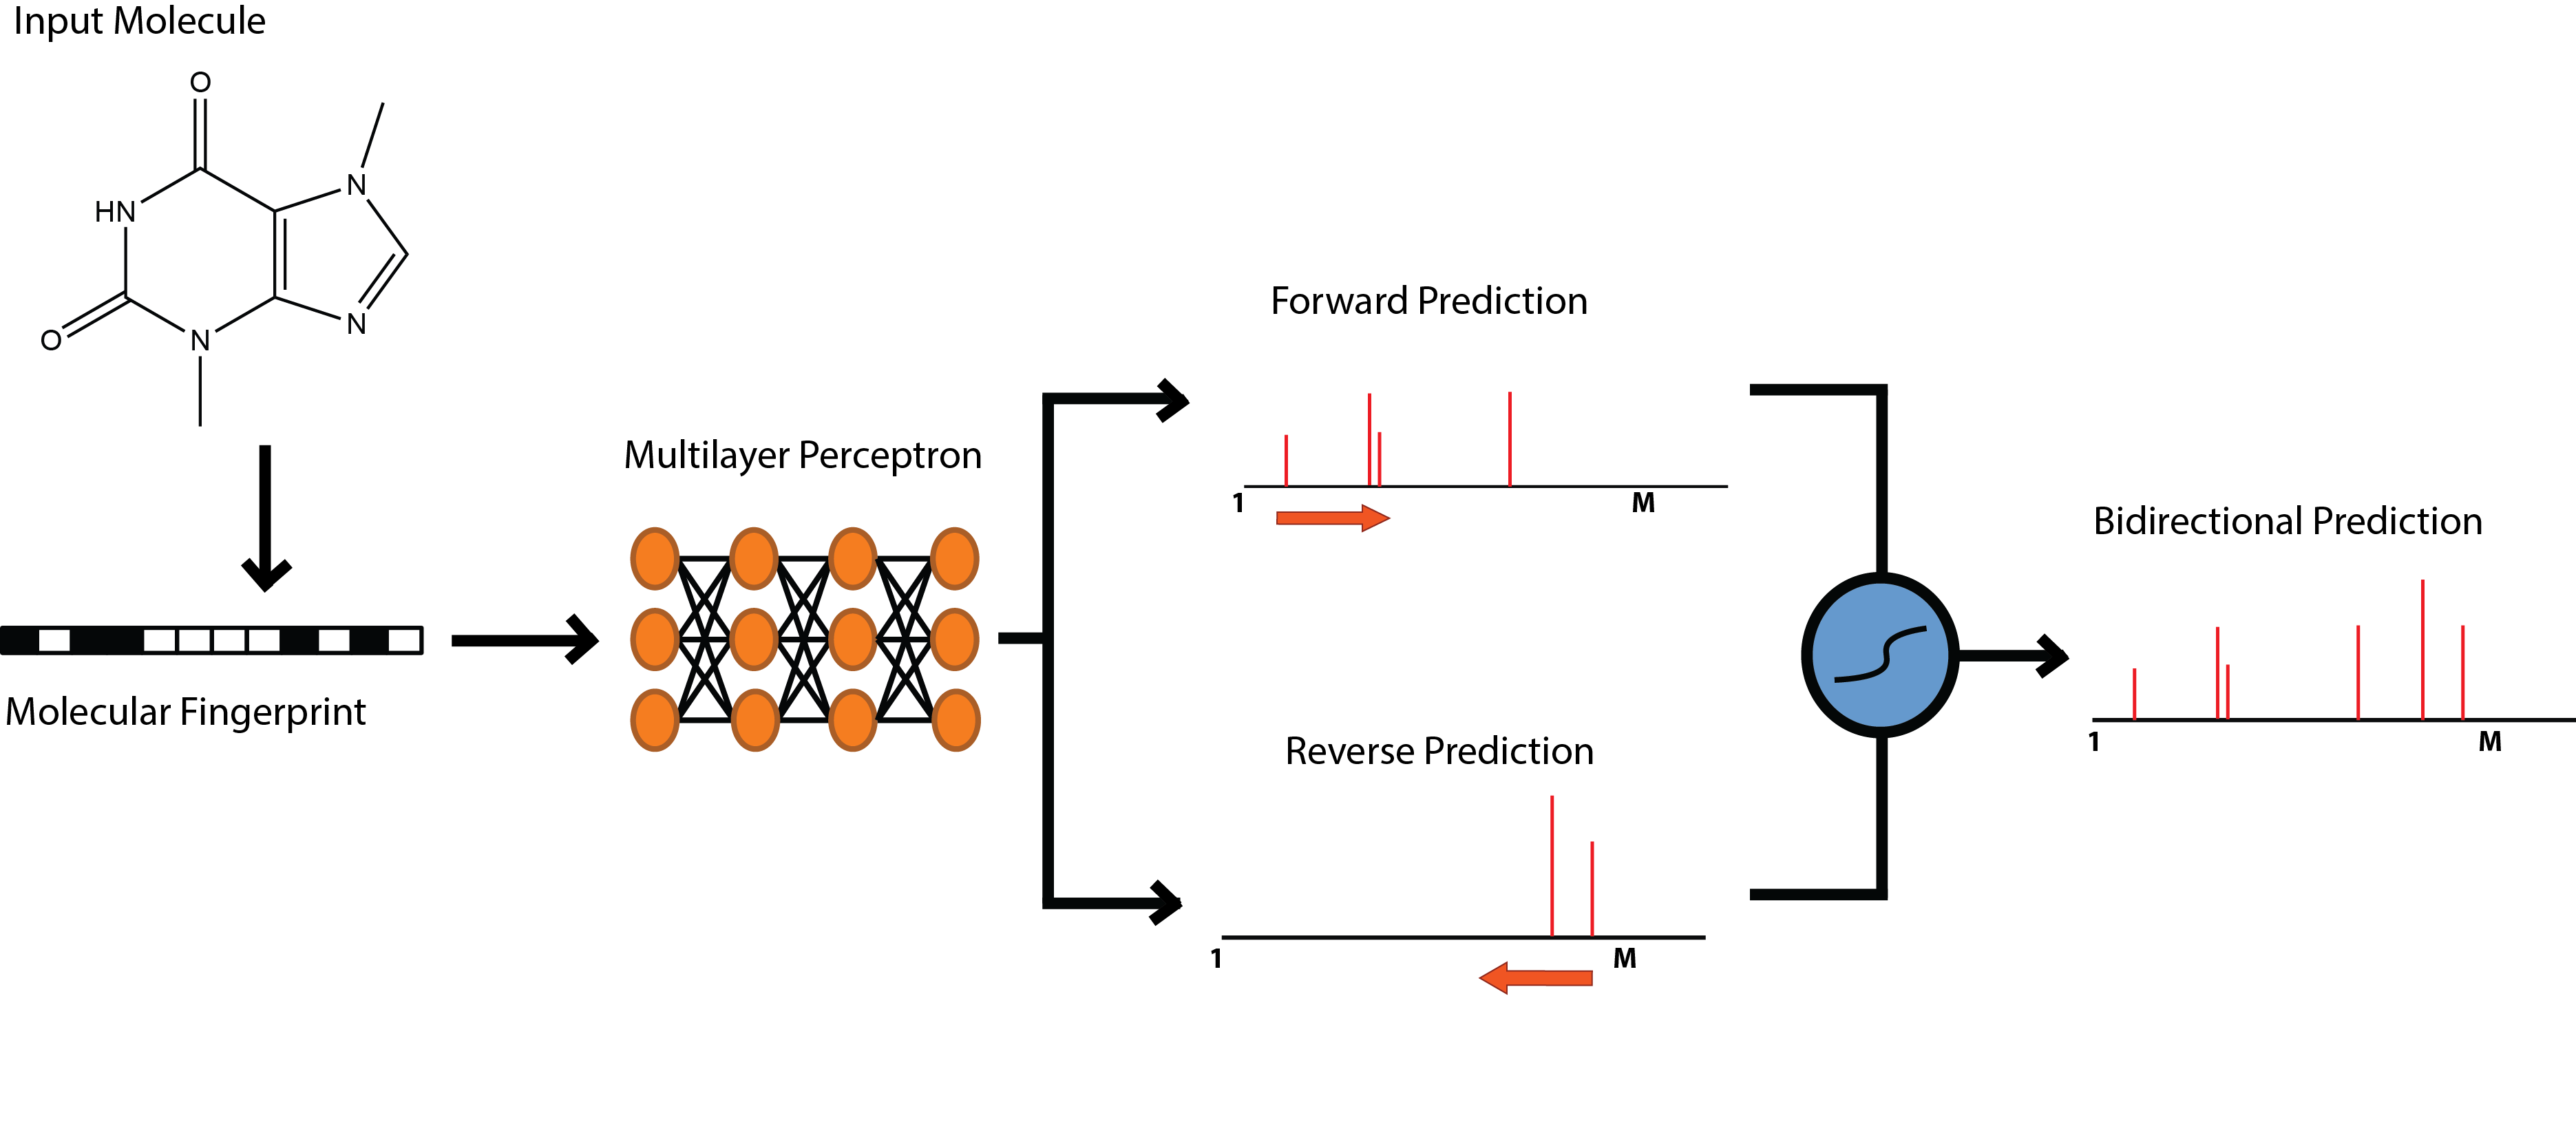 Input Molecule
O
N
HN
O
N
N
Molecular Fingerprint
Multilayer Perceptron
Forward Prediction
1
M
Reverse Prediction
1
M
Bidirectional Prediction
1
M